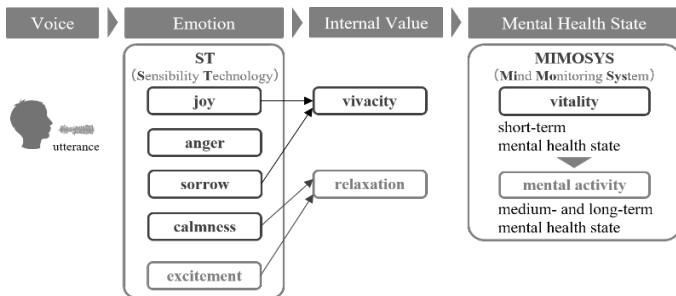 Voice
Emotion
Internal Value
Mental Health State
ST
(Sensibility Technology)
joy
anger
sorrow
calmness
excitement
utterance
vivacity
relaxation
MIMOSYS
(Mind Monitoring System)
vitality
short-term
mental health state
mental activity
medium- and long-term
mental health state